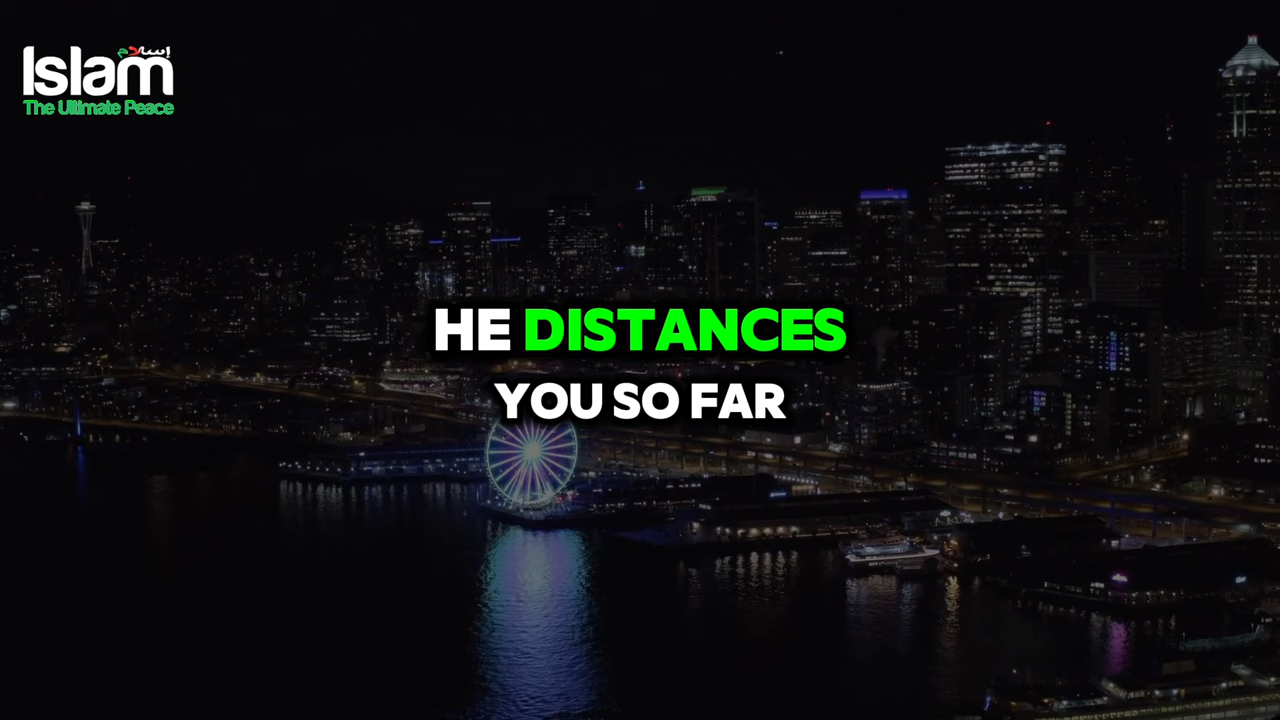 إسلام
Islam
The Ultimate Peace
HE DISTANCES
YOU SO FAR